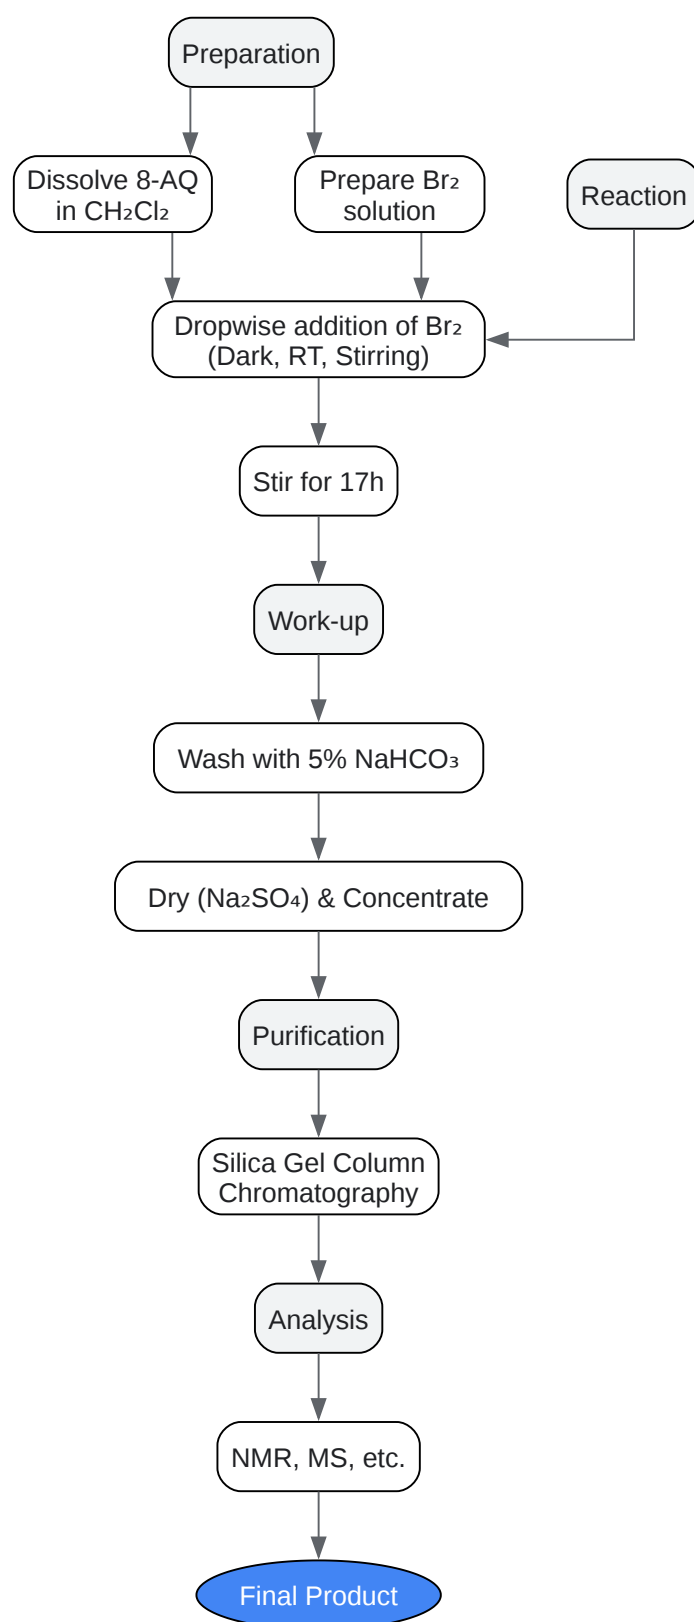 Preparation
Dissolve 8-AQ
in CH₂Cl₂
Prepare Br₂
solution
Reaction
Dropwise addition of Br₂
(Dark, RT, Stirring)
Stir for 17h
Work-up
Wash with 5% NaHCO₃
Dry (Na₂SO₄) & Concentrate
Purification
Silica Gel Column
Chromatography
Analysis
NMR, MS, etc.
Final Product